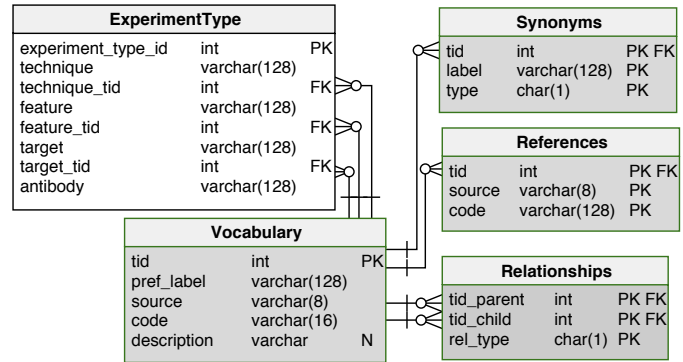 ExperimentType
experiment_type_id int PK
technique varchar(128)
technique_tid int FK
feature varchar(128)
feature_tid int FK
target varchar(128)
target_tid int FK
antibody varchar(128)
Synonyms
tid int PK FK
label varchar(128) PK
type char(1) PK
References
tid int PK FK
source varchar(8) PK
code varchar(128) PK
Vocabulary
tid int PK
pref_label varchar(128)
source varchar(8)
code varchar(16)
description varchar N
Relationships
tid_parent int PK FK
tid_child int PK FK
rel_type char(1) PK